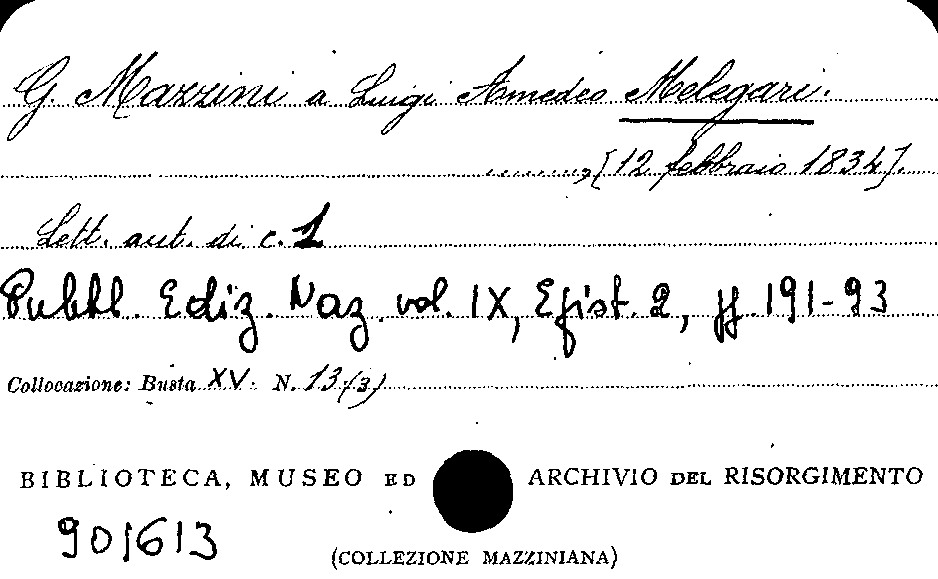 G. Mazzini a Luigi Amedeo Melegari.
........., [12 febbraio 1834].
Lett. aut. di c. 1
Pubbl. Ediz. Naz. vol. IX, Epist. 2, pp. 191-93
Collocazione: Busta XV. N. 13 (3)
BIBLIOTECA, MUSEO ED ARCHIVIO DEL RISORGIMENTO
901613
(COLLEZIONE MAZZINIANA)